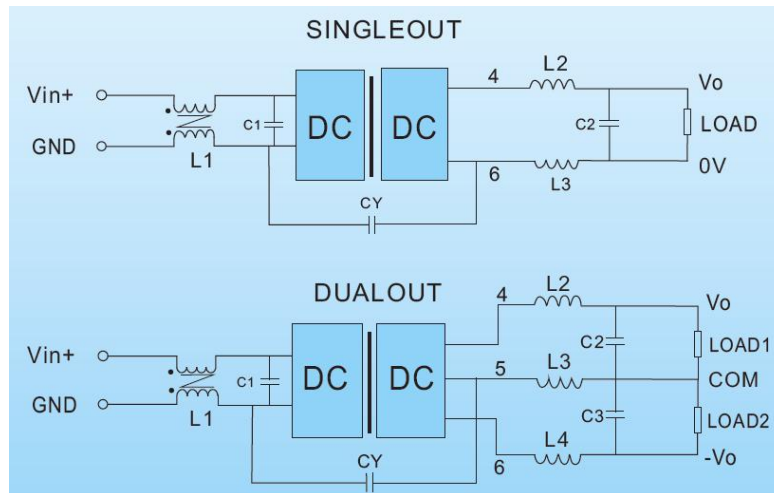 SINGLEOUT
Vin+
GND
L1
C1
DC
DC
CY
4
6
L2
L3
C2
Vo
LOAD
0V
DUALOUT
Vin+
GND
L1
C1
DC
DC
CY
4
5
6
L2
L3
L4
C2
C3
Vo
LOAD1
COM
LOAD2
-Vo